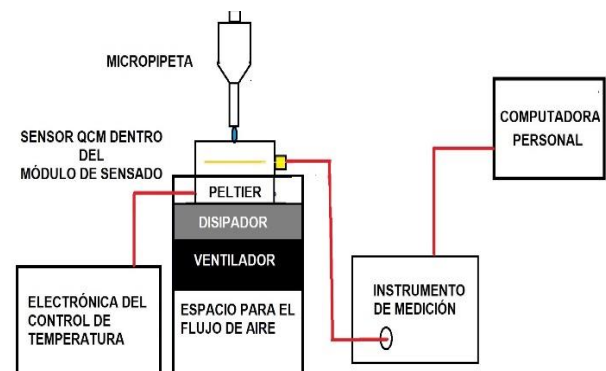 MICROPIPETA
SENSOR QCM DENTRO
DEL
MÓDULO DE SENSADO
PELTIER
DISIPADOR
VENTILADOR
ESPACIO PARA EL
FLUJO DE AIRE
ELECTRÓNICA DEL
CONTROL DE
TEMPERATURA
INSTRUMENTO
DE MEDICIÓN
COMPUTADORA
PERSONAL